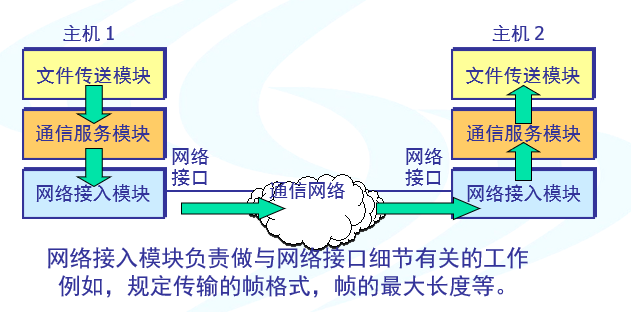 主机 1
主机 2
文件传送模块
文件传送模块
通信服务模块
通信服务模块
网络
接口
网络
接口
网络接入模块
通信网络
网络接入模块
网络接入模块负责做与网络接口细节有关的工作
例如，规定传输的帧格式，帧的最大长度等。